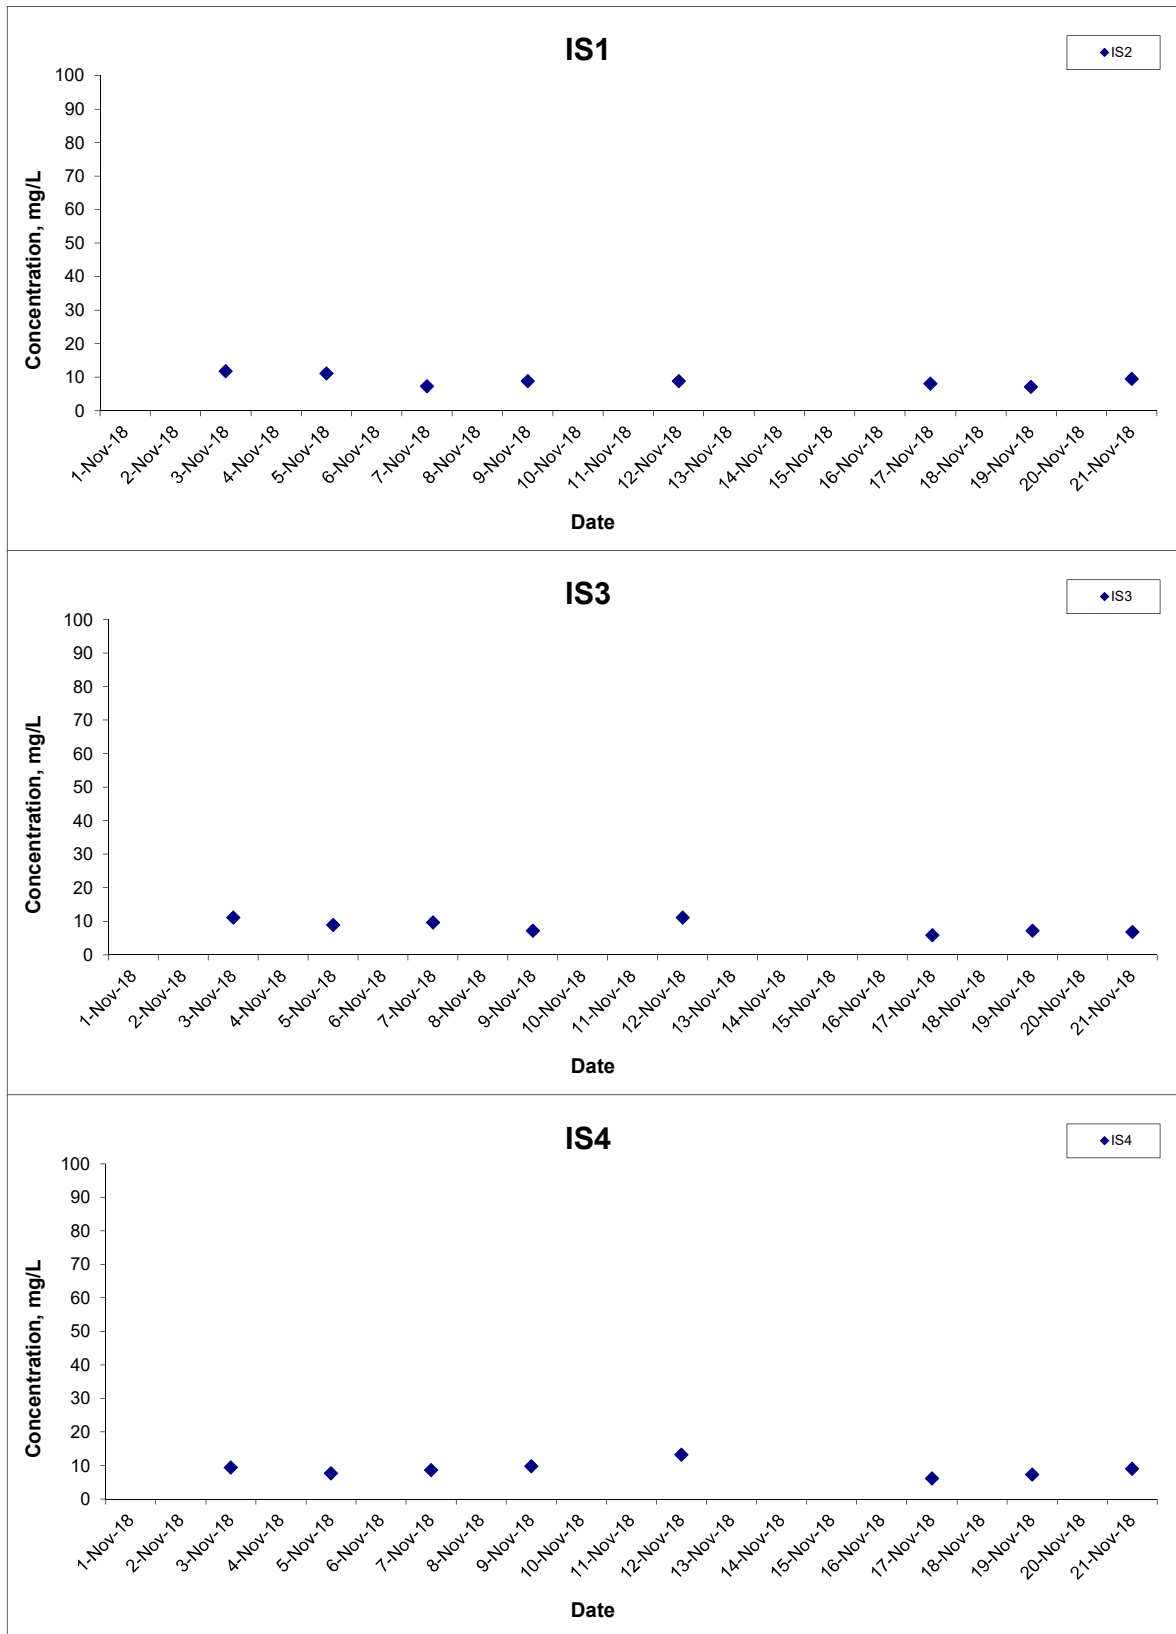 IS1
IS2
100
90
80
70
60
50
40
30
20
10
0
Concentration, mg/L
1-Nov-18
2-Nov-18
3-Nov-18
4-Nov-18
5-Nov-18
6-Nov-18
7-Nov-18
8-Nov-18
9-Nov-18
10-Nov-18
11-Nov-18
12-Nov-18
13-Nov-18
14-Nov-18
15-Nov-18
16-Nov-18
17-Nov-18
18-Nov-18
19-Nov-18
20-Nov-18
21-Nov-18
Date
IS3
IS3
100
90
80
70
60
50
40
30
20
10
0
Concentration, mg/L
1-Nov-18
2-Nov-18
3-Nov-18
4-Nov-18
5-Nov-18
6-Nov-18
7-Nov-18
8-Nov-18
9-Nov-18
10-Nov-18
11-Nov-18
12-Nov-18
13-Nov-18
14-Nov-18
15-Nov-18
16-Nov-18
17-Nov-18
18-Nov-18
19-Nov-18
20-Nov-18
21-Nov-18
Date
IS4
IS4
100
90
80
70
60
50
40
30
20
10
0
Concentration, mg/L
1-Nov-18
2-Nov-18
3-Nov-18
4-Nov-18
5-Nov-18
6-Nov-18
7-Nov-18
8-Nov-18
9-Nov-18
10-Nov-18
11-Nov-18
12-Nov-18
13-Nov-18
14-Nov-18
15-Nov-18
16-Nov-18
17-Nov-18
18-Nov-18
19-Nov-18
20-Nov-18
21-Nov-18
Date